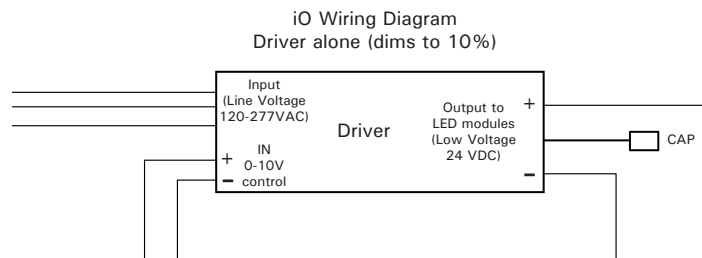 iO Wiring Diagram
Driver alone (dims to 10%)
Input
(Line Voltage
120-277VAC)
+ IN
0-10V
− control
Driver
Output to
LED modules
(Low Voltage
24 VDC)
+
−
CAP